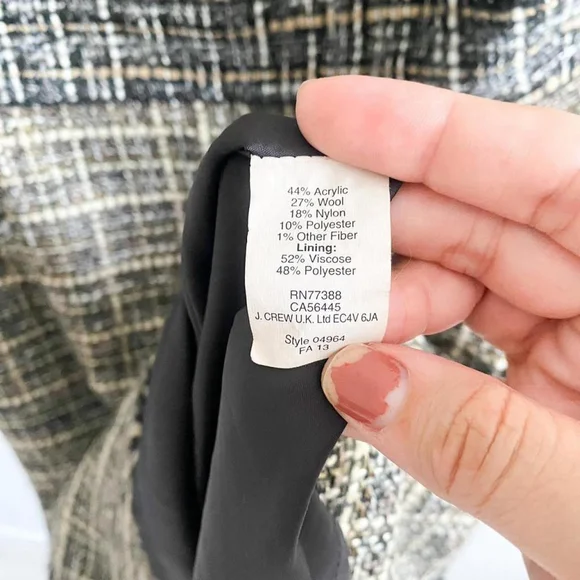 44% Acrylic
27% Wool
18% Nylon
10% Polyester
1% Other Fiber
Lining:
52% Viscose
48% Polyester
RN77388
CA56445
J. CREW U.K. Ltd EC4V 6JA
Style 04964
FA 13